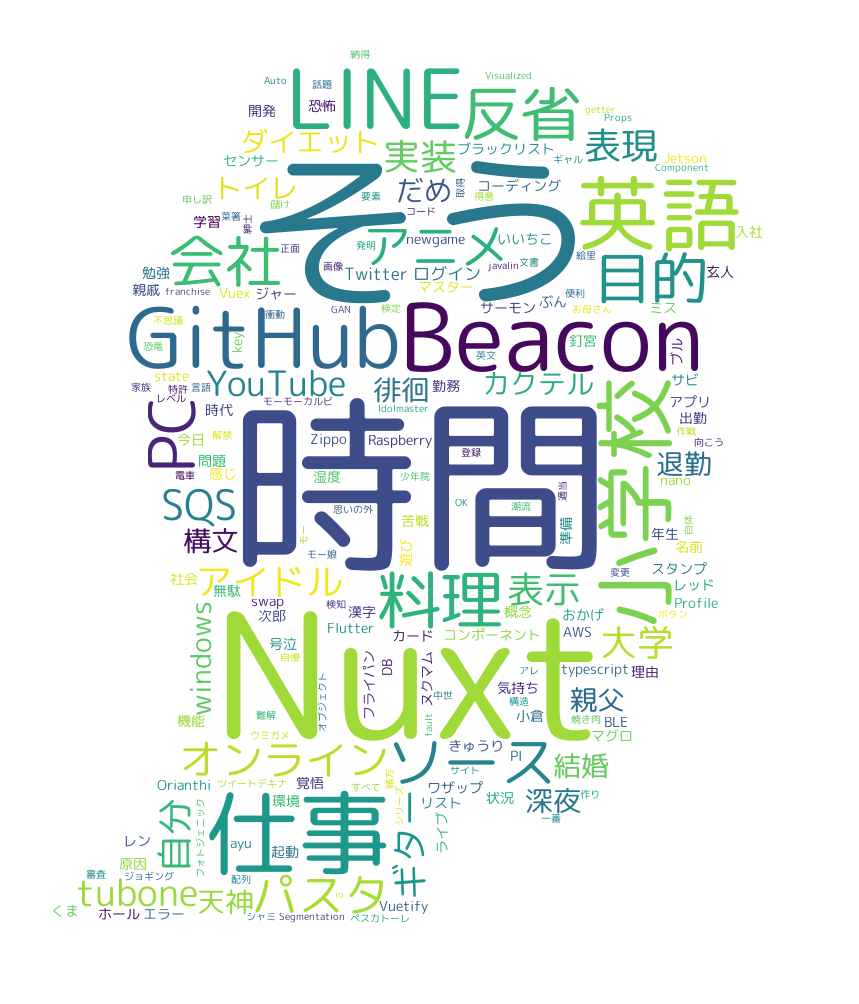 納得
Auto
話題
LINE
Visualized
開発
恐怖
反省
getter
Props
ダイエット
実装
ブラックリスト
表現
Jetson
センサー
ギャル
Component
トイレ
そう
だめ
取得
コーディング
英語
申し訳
儲け
要素
得意
学習
コード
会社
正面
発明
アニメ
newgame
いいちこ
入社
勉強
画像
Twitter
ログイン
javalin
文書
絵里
目的
玄人
親戚
franchise
Vuex
ジャー
マスター
サーモン
ぶん
便利
お母さん
ミス
不思議
衝動
GAN
検定
GitHub
Beacon
恐竜
key
英文
釘宮
ブル
state
YouTube
徘徊
勤務
カクテル
サビ
家族
特許
言語
レベル
モーモーカルビ
Idolmaster
小学校
アプリ
PC
時代
時間
出勤
今日
解禁
Zippo
Raspberry
登録
作戦
向こう
問題
電車
感じ
湿度
少年院
適当
退勤
nano
SQS
思いの外
OK
潮流
構文
苦戦
準備
年生
自体
モー
モー娘
遊び
名前
社会
アイドル
料理
表示
変更
スタンプ
無駄
レッド
swap
検知
漢字
概念
おかげ
Profile
次郎
Flutter
カード
コンポーネント
AWS
ボタン
windows
号泣
Nuxt
大学
自慢
フライパン
DB
ヌクマム
アレ
typescript
理由
オブジェクト
中世
気持ち
親父
機能
難解
fault
構造
小倉
焼き肉
BLE
ウミガメ
きゅうり
マグロ
オンライン
ソース
PI
結婚
サイト
Orianthi
ツイートデキナ
覚悟
すべて
緒方
ワザップ
状況
深夜
作り
自分
フォトジェニック
環境
シリーズ
リスト
一番
仕事
ギター
ライブ
レン
ayu
起動
原因
審査
ジョギング
配列
tubone
天神
パスタ
io
Vuetify
くま
ホール
エラー
シャミ
Segmentation
ペスカトーレ